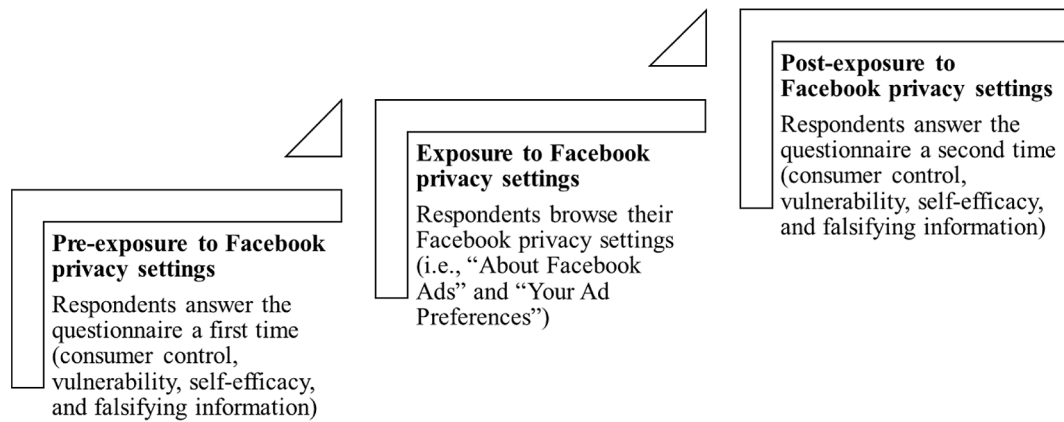 Pre-exposure to Facebook
privacy settings
Respondents answer the
questionnaire a first time
(consumer control,
vulnerability, self-efficacy,
and falsifying information)
Exposure to Facebook
privacy settings
Respondents browse their
Facebook privacy settings
(i.e., “About Facebook
Ads” and “Your Ad
Preferences”)
Post-exposure to
Facebook privacy settings
Respondents answer the
questionnaire a second time
(consumer control,
vulnerability, self-efficacy,
and falsifying information)